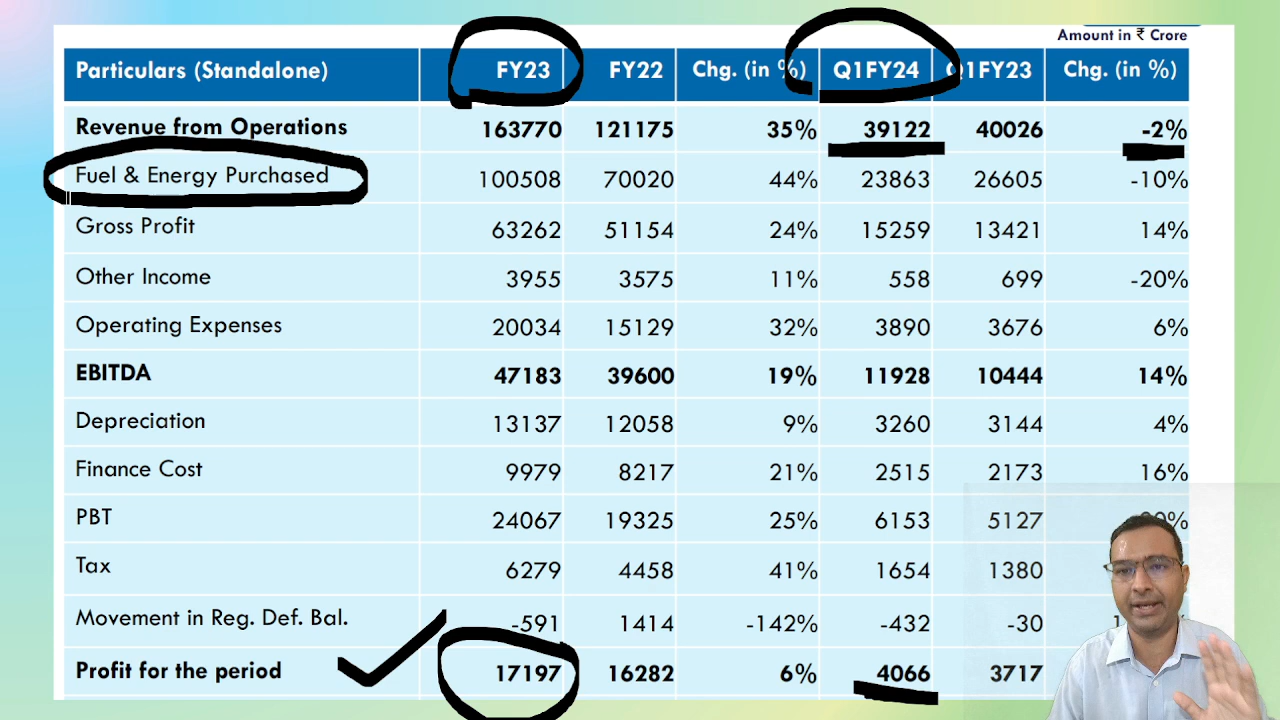 Amount in ₹ Crore
Particulars (Standalone) FY23 FY22 Chg. (in %) Q1FY24 Q1FY23 Chg. (in %)
Revenue from Operations 163770 121175 35% 39122 40026 -2%
Fuel & Energy Purchased 100508 70020 44% 23863 26605 -10%
Gross Profit 63262 51154 24% 15259 13421 14%
Other Income 3955 3575 11% 558 699 -20%
Operating Expenses 20034 15129 32% 3890 3676 6%
EBITDA 47183 39600 19% 11928 10444 14%
Depreciation 13137 12058 9% 3260 3144 4%
Finance Cost 9979 8217 21% 2515 2173 16%
PBT 24067 19325 25% 6153 5127
Tax 6279 4458 41% 1654 1380
Movement in Reg. Def. Bal. -591 1414 -142% -432 -30
Profit for the period 17197 16282 6% 4066 3717